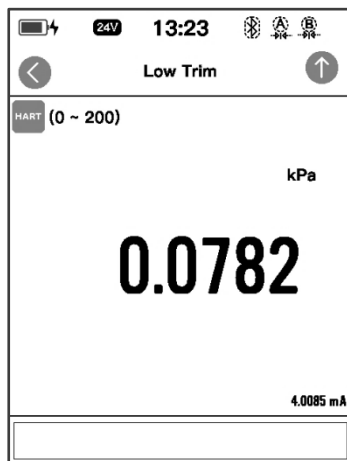 24V 13:23 A B
Low Trim
HART (0 ~ 200)
kPa
0.0782
4.0085 mA